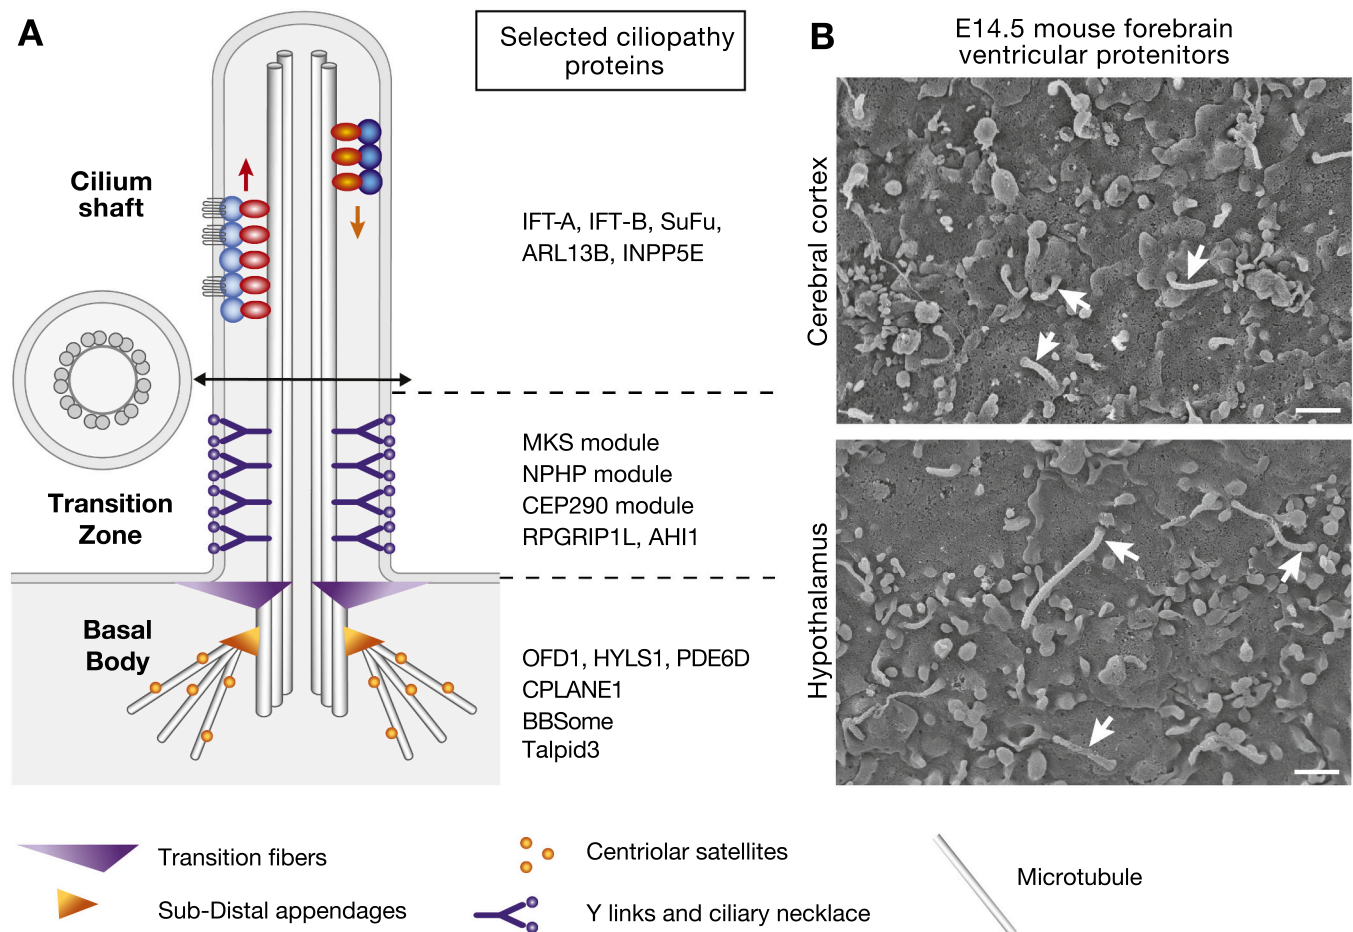 A
Selected ciliopathy
proteins
Cilium
shaft
IFT-A, IFT-B, SuFu,
ARL13B, INPP5E
Transition
Zone
MKS module
NPHP module
CEP290 module
RPGRIP1L, AHI1
Basal
Body
OFD1, HYLS1, PDE6D
CPLANE1
BBSome
Talpid3
Transition fibers
Sub-Distal appendages
Centriolar satellites
Y links and ciliary necklace
Microtubule
B
E14.5 mouse forebrain
ventricular protenitors
Cerebral cortex
Hypothalamus